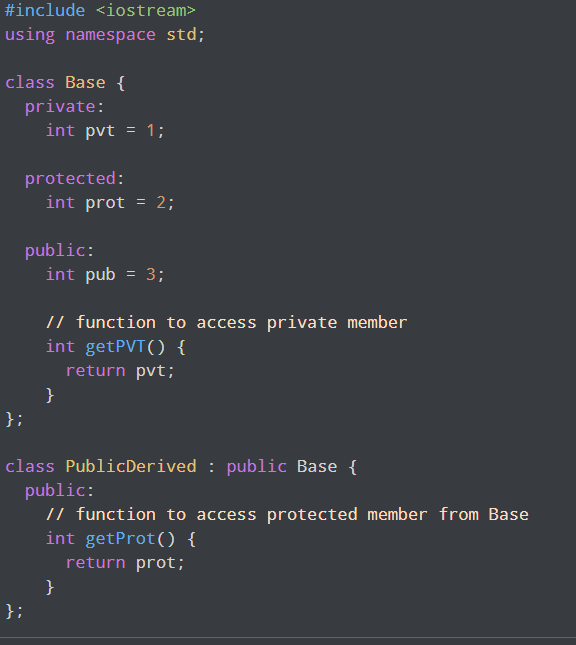 #include <iostream>
using namespace std;
class Base {
private:
int pvt = 1;
protected:
int prot = 2;
public:
int pub = 3;
// function to access private member
int getPVT() {
return pvt;
}
};
class PublicDerived : public Base {
public:
// function to access protected member from Base
int getProt() {
return prot;
}
};